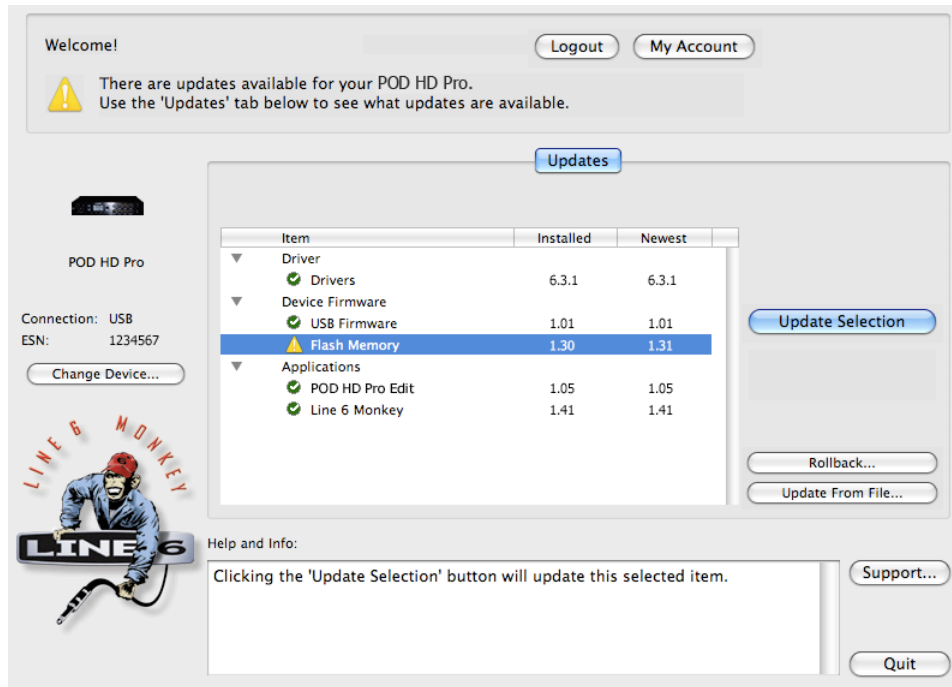 Welcome!
Logout
My Account
There are updates available for your POD HD Pro.
Use the 'Updates' tab below to see what updates are available.
Updates
Item Installed Newest
Driver
Drivers 6.3.1 6.3.1
Device Firmware
USB Firmware 1.01 1.01
Flash Memory 1.30 1.31
Applications
POD HD Pro Edit 1.05 1.05
Line 6 Monkey 1.41 1.41
POD HD Pro
Connection: USB
ESN: 1234567
Change Device...
LINE 6 MONKEY
LINE 6
Update Selection
Rollback...
Update From File...
Help and Info:
Clicking the 'Update Selection' button will update this selected item.
Support...
Quit